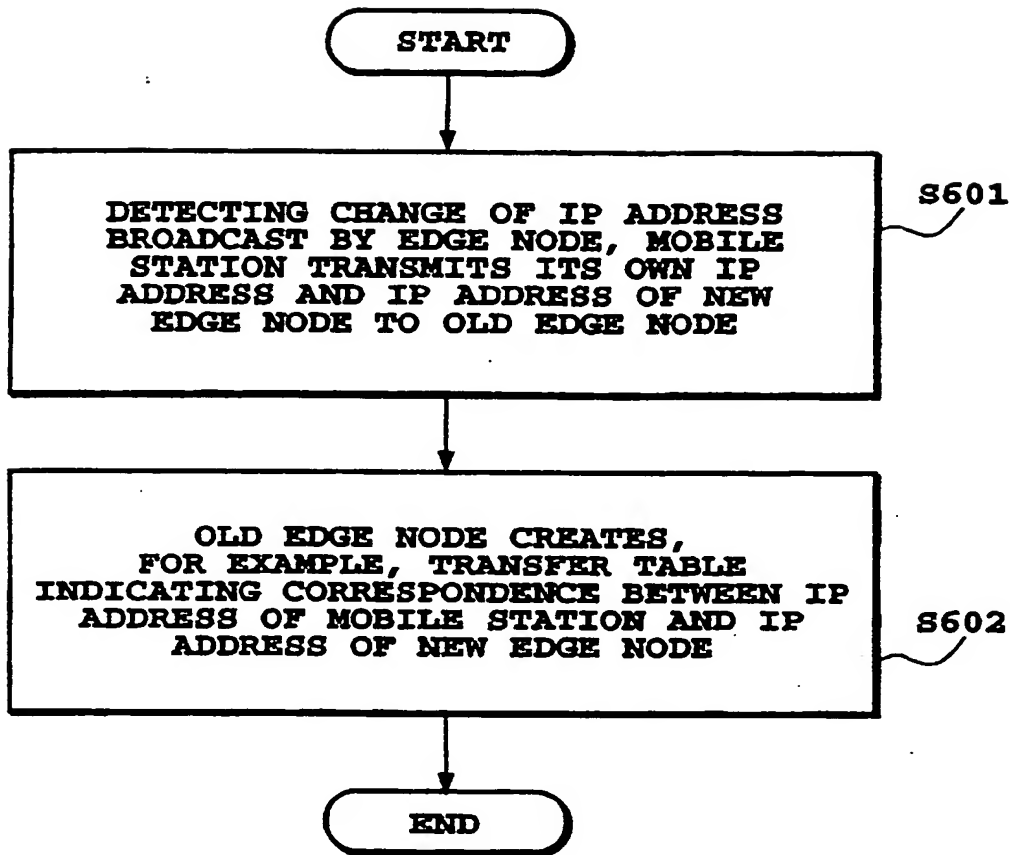 START
DETECTING CHANGE OF IP ADDRESS
BROADCAST BY EDGE NODE, MOBILE
STATION TRANSMITS ITS OWN IP
ADDRESS AND IP ADDRESS OF NEW
EDGE NODE TO OLD EDGE NODE
S601
OLD EDGE NODE CREATES,
FOR EXAMPLE, TRANSFER TABLE
INDICATING CORRESPONDENCE BETWEEN IP
ADDRESS OF MOBILE STATION AND IP
ADDRESS OF NEW EDGE NODE
S602
END